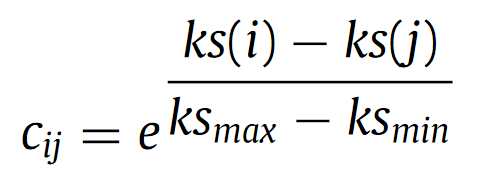 c_{ij} = e^{\frac{ks(i) - ks(j)}{ks_{max} - ks_{min}}}